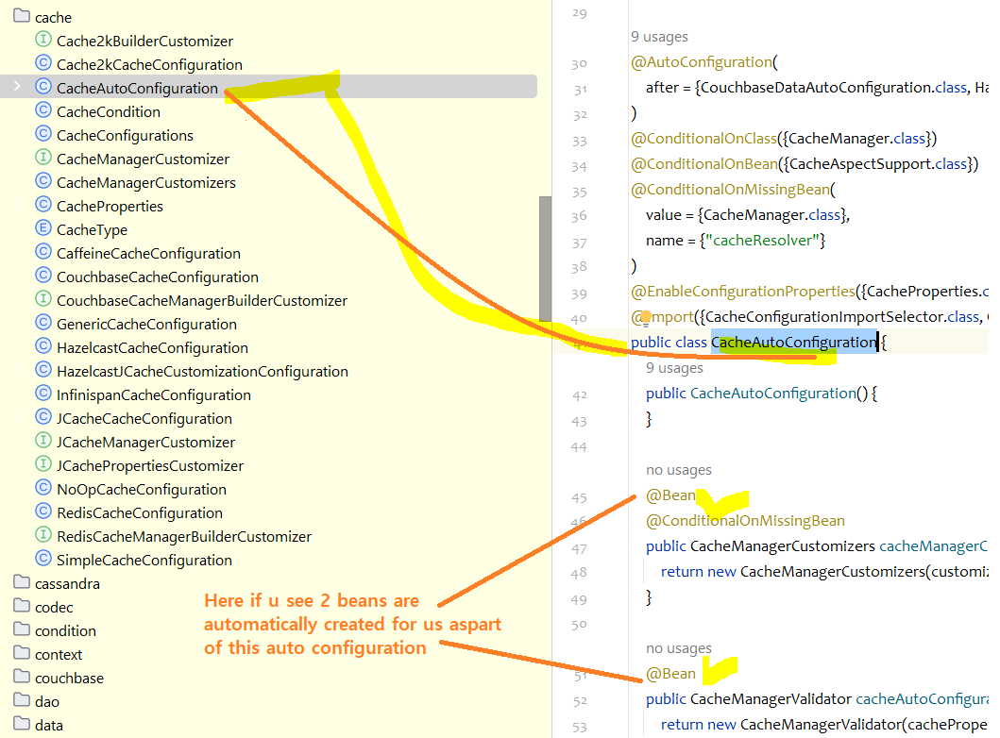 cache
Cache2kBuilderCustomizer
Cache2kCacheConfiguration
CacheAutoConfiguration
CacheCondition
CacheConfigurations
CacheManagerCustomizer
CacheManagerCustomizers
CacheProperties
CacheType
CaffeineCacheConfiguration
CouchbaseCacheConfiguration
CouchbaseCacheManagerBuilderCustomizer
GenericCacheConfiguration
HazelcastCacheConfiguration
HazelcastJCacheCustomizationConfiguration
InfinispanCacheConfiguration
JCacheCacheConfiguration
JCacheManagerCustomizer
JCachePropertiesCustomizer
NoOpCacheConfiguration
RedisCacheConfiguration
RedisCacheManagerBuilderCustomizer
SimpleCacheConfiguration
cassandra
codec
condition
context
couchbase
dao
data
Here if u see 2 beans are
automatically created for us aspart
of this auto configuration
29
9 usages
30 @AutoConfiguration(
31 after = {CouchbaseDataAutoConfiguration.class, Ha
32 )
33 @ConditionalOnClass({CacheManager.class})
34 @ConditionalOnBean({CacheAspectSupport.class})
35 @ConditionalOnMissingBean(
36 value = {CacheManager.class},
37 name = {"cacheResolver"}
38 )
39 @EnableConfigurationProperties({CacheProperties.c
40 @Import({CacheConfigurationImportSelector.class,
41 public class CacheAutoConfiguration {
9 usages
42 public CacheAutoConfiguration() {
43 }
44
no usages
45 @Bean
46 @ConditionalOnMissingBean
47 public CacheManagerCustomizers cacheManagerC
48 return new CacheManagerCustomizers(customiz
49 }
50
no usages
51 @Bean
52 public CacheManagerValidator cacheAutoConfigura
53 return new CacheManagerValidator(cachePrope